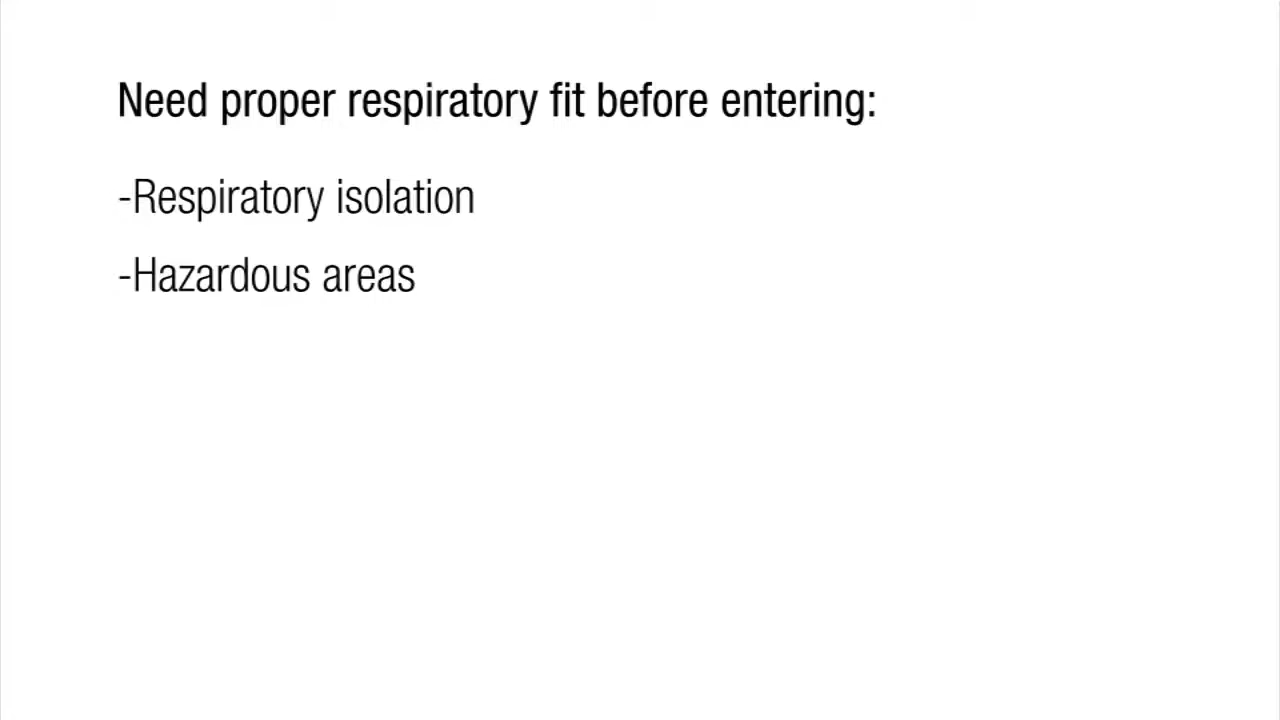 Need proper respiratory fit before entering:
-Respiratory isolation
-Hazardous areas